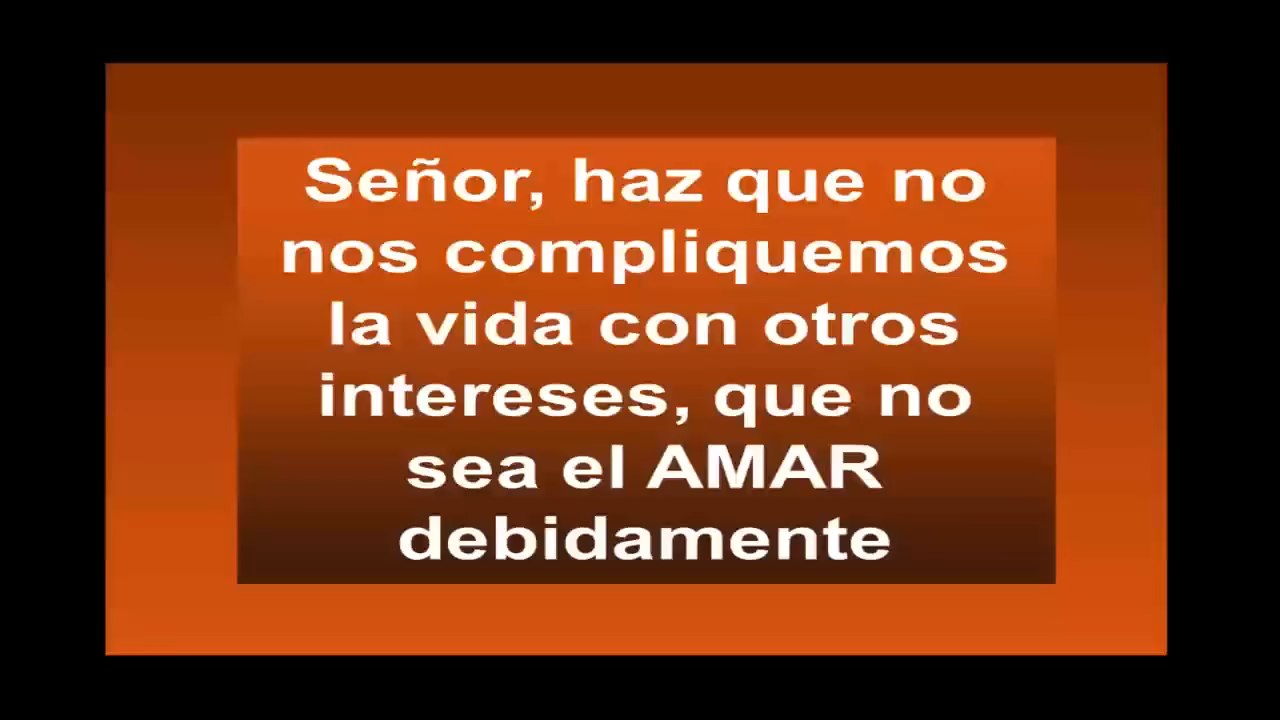 Señor, haz que no
nos compliquemos
la vida con otros
intereses, que no
sea el AMAR
debidamente